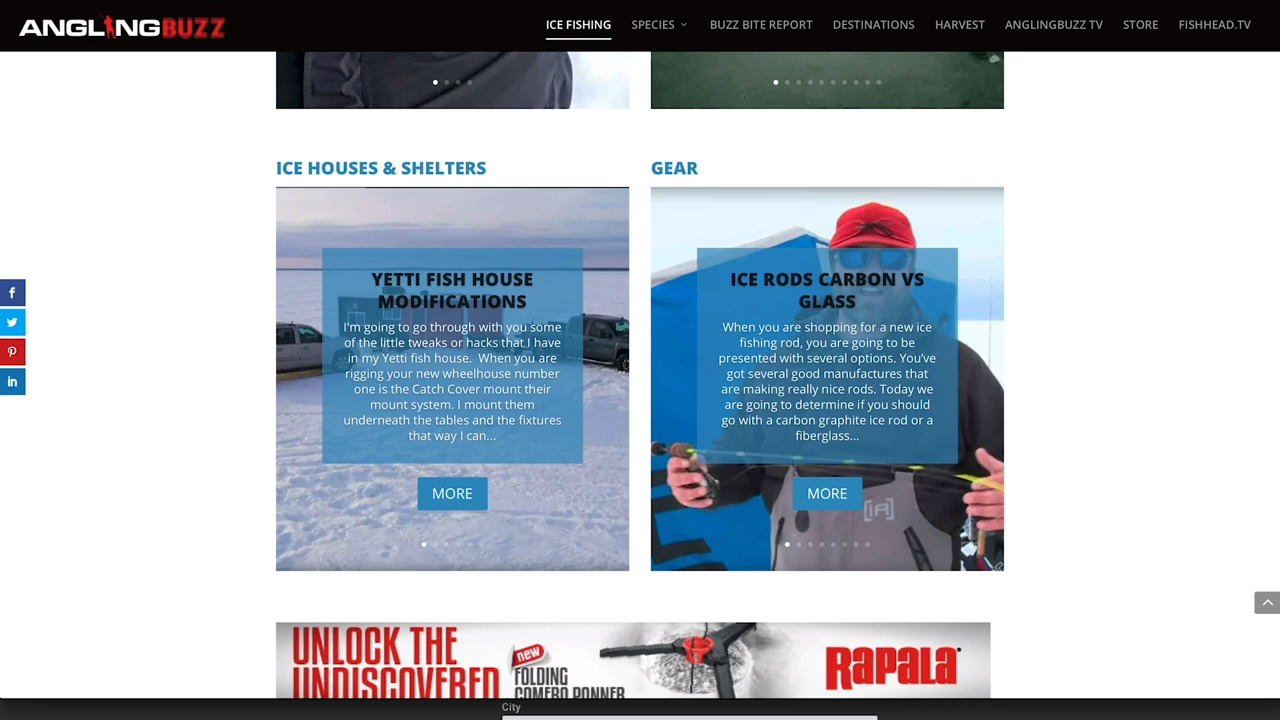 ANGLINGBUZZ
ICE FISHING SPECIES BUZZ BITE REPORT DESTINATIONS HARVEST ANGLINGBUZZ TV STORE FISHHEAD.TV
ICE HOUSES & SHELTERS
YETTI FISH HOUSE
MODIFICATIONS
I'm going to go through with you some
of the little tweaks or hacks that I have
in my Yetti fish house. When you are
rigging your new wheelhouse number
one is the Catch Cover mount their
mount system. I mount them
underneath the tables and the fixtures
that way I can...
MORE
GEAR
ICE RODS CARBON VS
GLASS
When you are shopping for a new ice
fishing rod, you are going to be
presented with several options. You've
got several good manufactures that
are making really nice rods. Today we
are going to determine if you should
go with a carbon graphite ice rod or a
fiberglass...
MORE
[iA]
UNLOCK THE
UNDISCOVERED
new
FOLDING
RAPALA
City